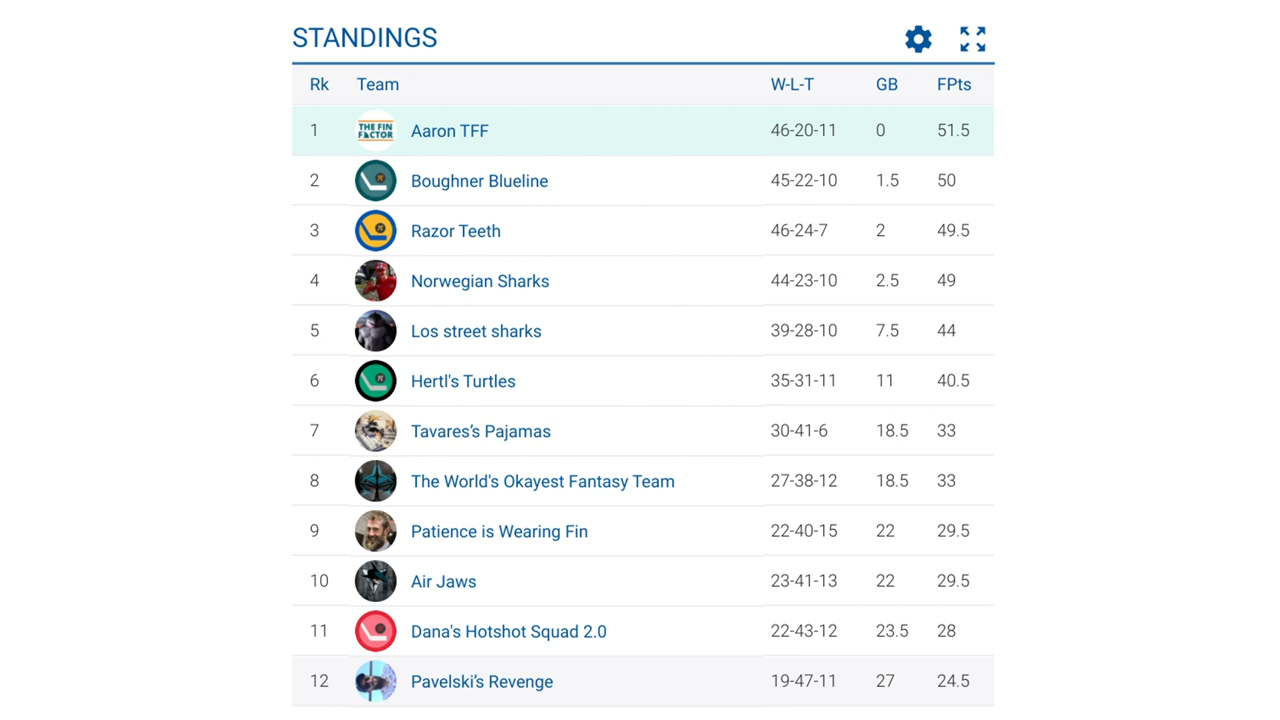 STANDINGS
Rk Team W-L-T GB FPts
1 THE FIN FACTOR Aaron TFF 46-20-11 0 51.5
2 Boughner Blueline 45-22-10 1.5 50
3 Razor Teeth 46-24-7 2 49.5
4 Norwegian Sharks 44-23-10 2.5 49
5 Los street sharks 39-28-10 7.5 44
6 Hertl's Turtles 35-31-11 11 40.5
7 Tavares’s Pajamas 30-41-6 18.5 33
8 The World's Okayest Fantasy Team 27-38-12 18.5 33
9 Patience is Wearing Fin 22-40-15 22 29.5
10 Air Jaws 23-41-13 22 29.5
11 Dana's Hotshot Squad 2.0 22-43-12 23.5 28
12 Pavelski’s Revenge 19-47-11 27 24.5